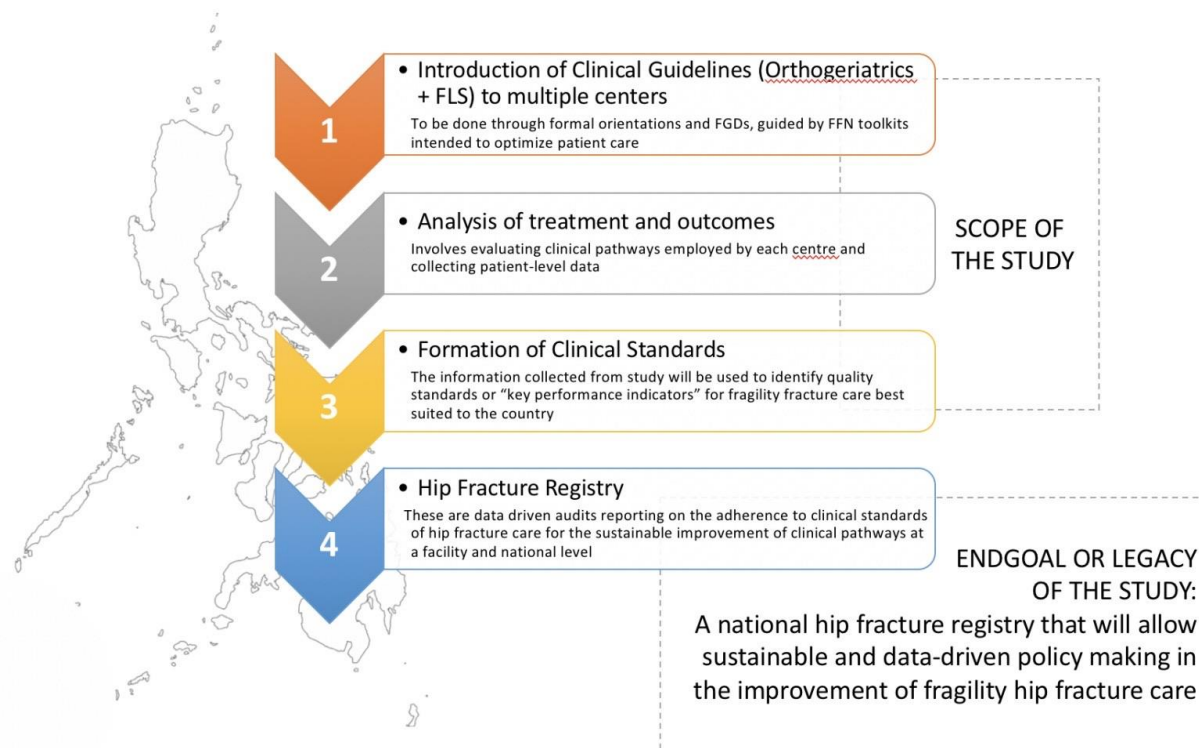 1
• Introduction of Clinical Guidelines (Orthogeriatrics
+ FLS) to multiple centers
To be done through formal orientations and FGDs, guided by FFN toolkits
intended to optimize patient care
2
• Analysis of treatment and outcomes
Involves evaluating clinical pathways employed by each centre and
collecting patient-level data
SCOPE OF
THE STUDY
3
• Formation of Clinical Standards
The information collected from study will be used to identify quality
standards or “key performance indicators” for fragility fracture care best
suited to the country
4
• Hip Fracture Registry
These are data driven audits reporting on the adherence to clinical standards
of hip fracture care for the sustainable improvement of clinical pathways at
a facility and national level
ENDGOAL OR LEGACY
OF THE STUDY:
A national hip fracture registry that will allow
sustainable and data-driven policy making in
the improvement of fragility hip fracture care